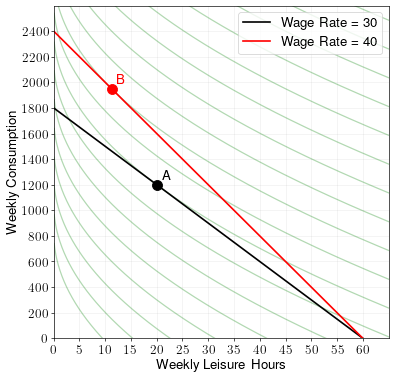 Wage Rate = 30
Wage Rate = 40
Weekly Consumption
2400
2200
2000
1800
1600
1400
1200
1000
800
600
400
200
0
B
A
0 5 10 15 20 25 30 35 40 45 50 55 60
Weekly Leisure Hours